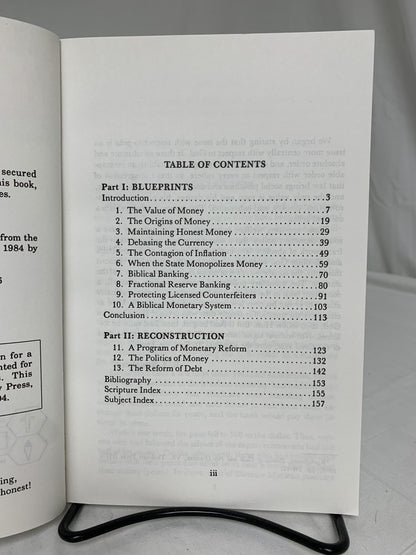 secured
his book,
es.
from the
1984 by
n for a
nted for
. This
y Press,
04.
ng,
honest!
TABLE OF CONTENTS
Part I: BLUEPRINTS
Introduction 3
1. The Value of Money 7
2. The Origins of Money 19
3. Maintaining Honest Money 29
4. Debasing the Currency 39
5. The Contagion of Inflation 49
6. When the State Monopolizes Money 59
7. Biblical Banking 70
8. Fractional Reserve Banking 80
9. Protecting Licensed Counterfeiters 91
10. A Biblical Monetary System 103
Conclusion 113
Part II: RECONSTRUCTION
11. A Program of Monetary Reform 123
12. The Politics of Money 132
13. The Reform of Debt 142
Bibliography 153
Scripture Index 155
Subject Index 157
iii